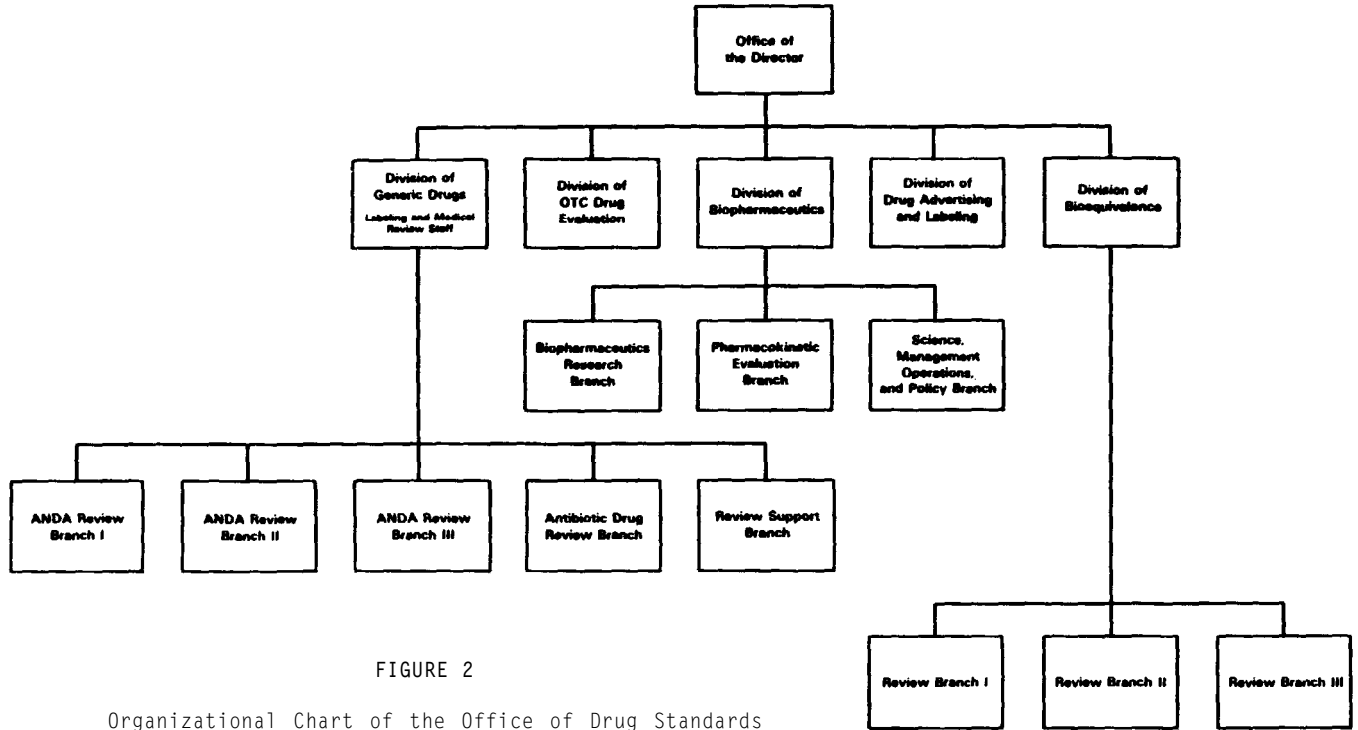 Office of
the Director
Division of
Generic Drugs
Labeling and Medical
Review Staff
Division of
OTC Drug
Evaluation
Division of
Biopharmaceutics
Division of
Drug Advertising
and Labeling
Division of
Bioequivalence
Biopharmaceutics
Research
Branch
Pharmacokinetic
Evaluation
Branch
Science,
Management
Operations,
and Policy Branch
ANDA Review
Branch I
ANDA Review
Branch II
ANDA Review
Branch III
Antibiotic Drug
Review Branch
Review Support
Branch
Review Branch I
Review Branch II
Review Branch III
FIGURE 2
Organizational Chart of the Office of Drug Standards